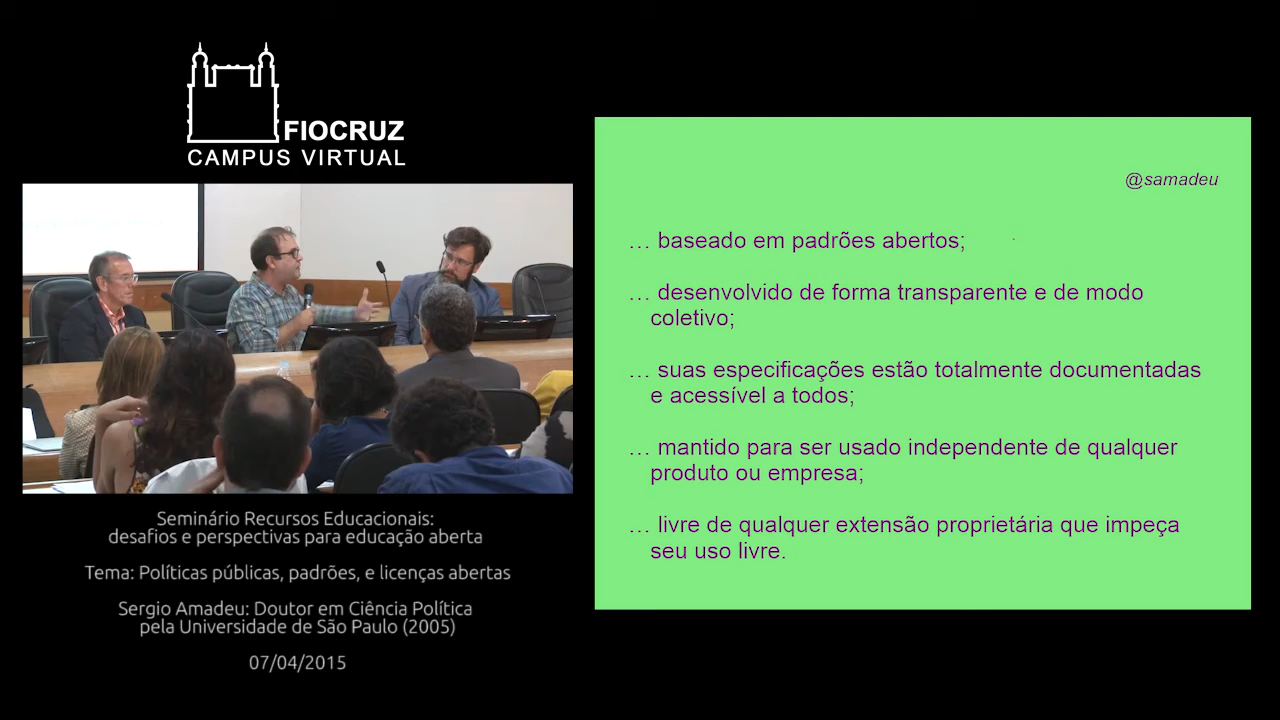 FIOCRUZ
CAMPUS VIRTUAL
Seminário Recursos Educacionais:
desafios e perspectivas para educação aberta
Tema: Políticas públicas, padrões, e licenças abertas
Sergio Amadeu: Doutor em Ciência Política
pela Universidade de São Paulo (2005)
07/04/2015
@samadeu
… baseado em padrões abertos;
… desenvolvido de forma transparente e de modo
coletivo;
… suas especificações estão totalmente documentadas
e acessível a todos;
… mantido para ser usado independente de qualquer
produto ou empresa;
… livre de qualquer extensão proprietária que impeça
seu uso livre.